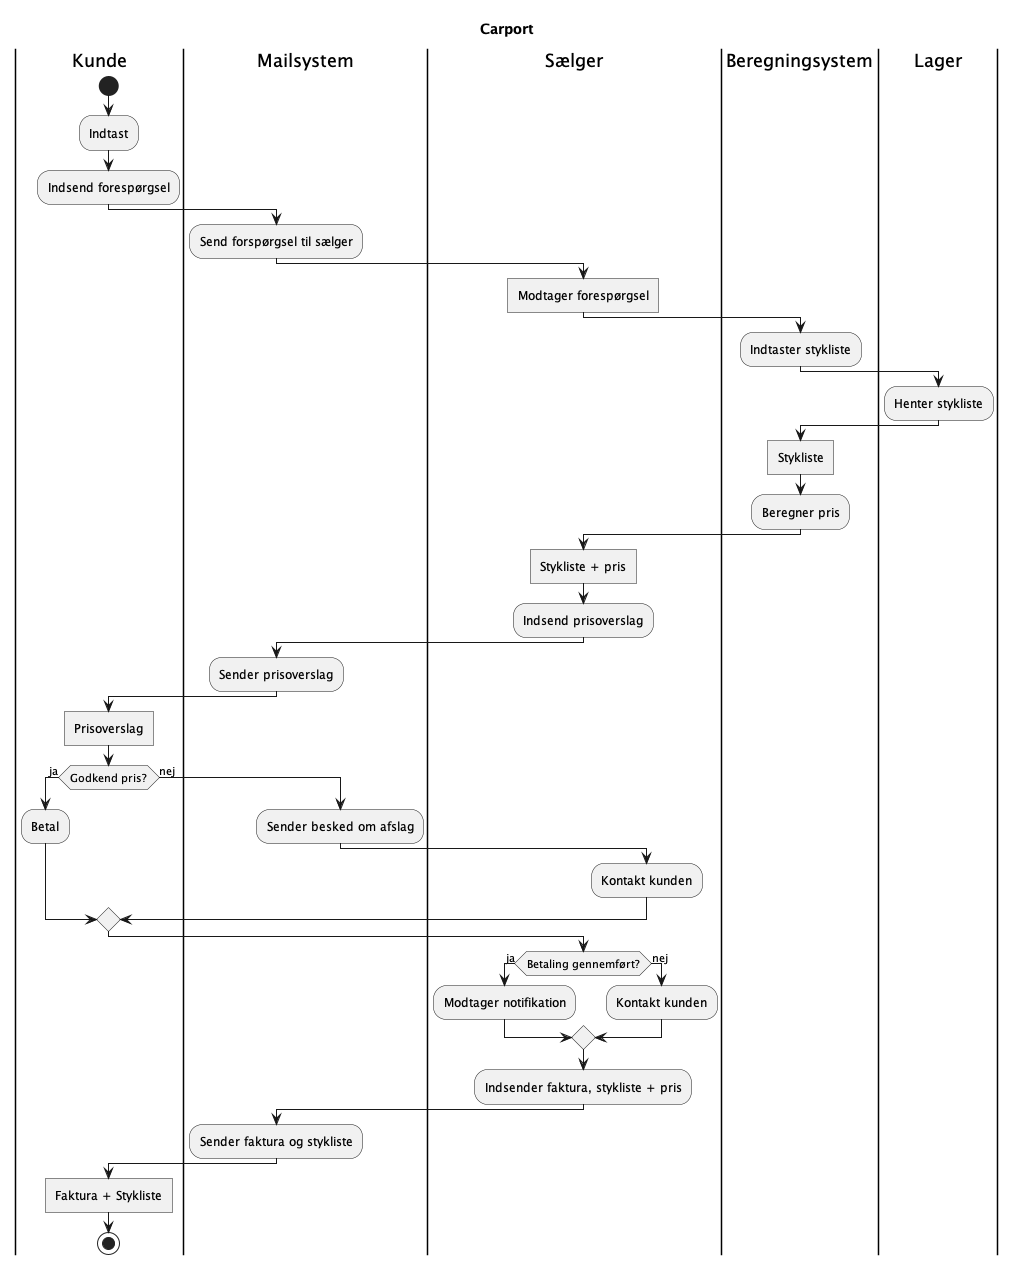 Carport
Kunde
Mailsystem
Sælger
Beregningsystem
Lager
Indtast
Indsend forespørgsel
Send forspørgsel til sælger
Modtager forespørgsel
Indtaster stykliste
Henter stykliste
Stykliste
Beregner pris
Stykliste + pris
Indsend prisoverslag
Sender prisoverslag
Prisoverslag
ja
Godkend pris?
nej
Betal
Sender besked om afslag
Kontakt kunden
ja
Betaling gennemført?
nej
Modtager notifikation
Kontakt kunden
Indsender faktura, stykliste + pris
Sender faktura og stykliste
Faktura + Stykliste